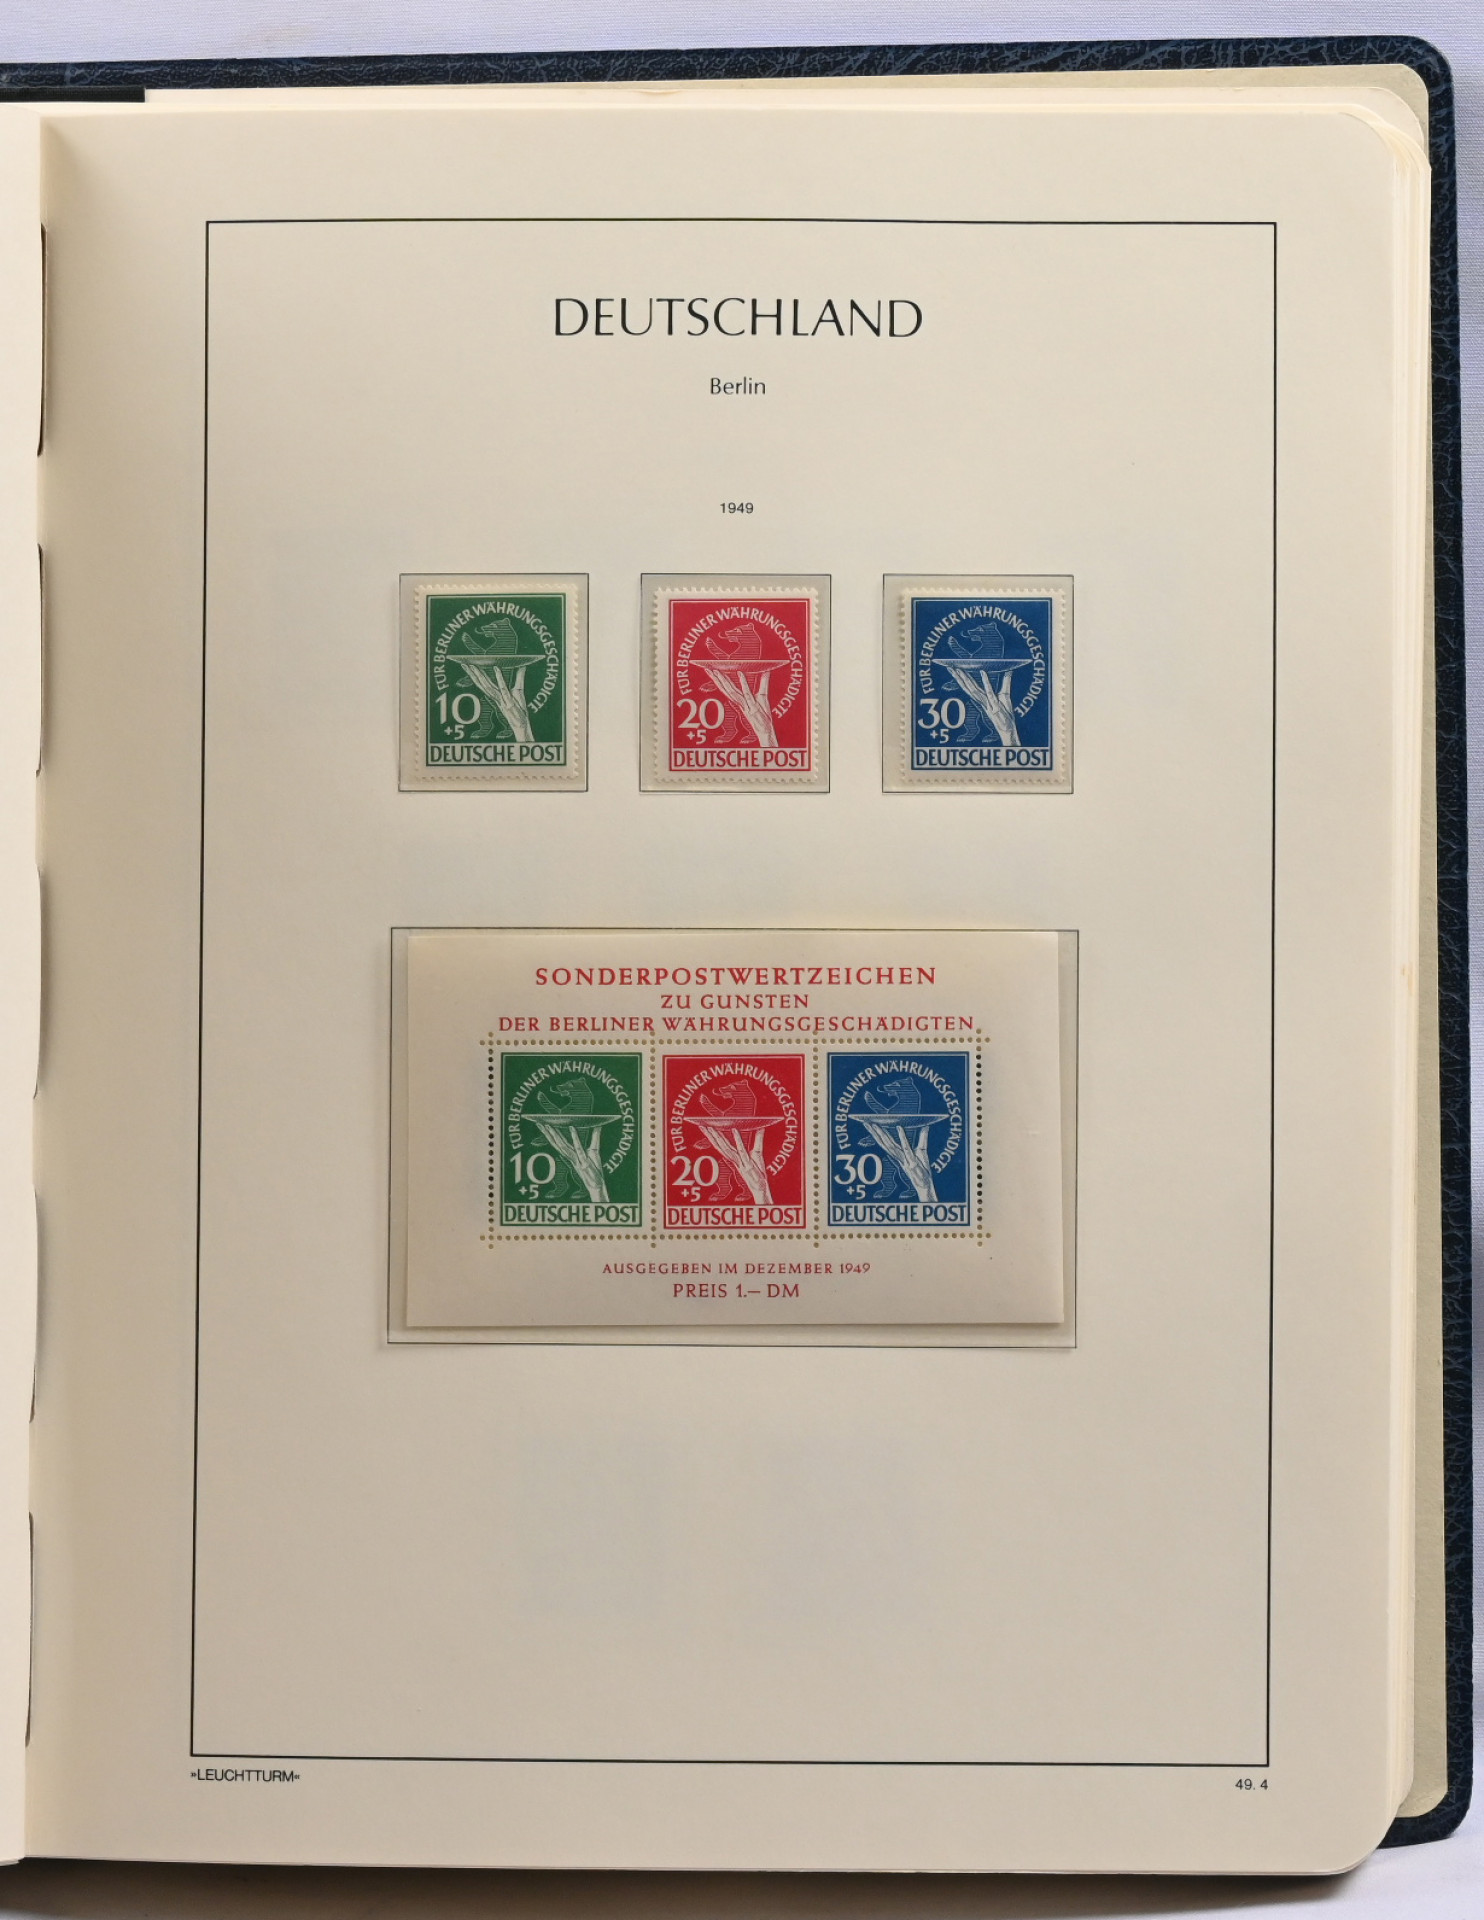 DEUTSCHLAND
Berlin
1949
FÜR BERLINER WÄHRUNGSGESCHÄDIGTE
10
+5
DEUTSCHE POST
FÜR BERLINER WÄHRUNGSGESCHÄDIGTE
20
+5
DEUTSCHE POST
FÜR BERLINER WÄHRUNGSGESCHÄDIGTE
30
+5
DEUTSCHE POST
SONDERPOSTWERTZEICHEN
ZU GUNSTEN
DER BERLINER WÄHRUNGSGESCHÄDIGTEN
FÜR BERLINER WÄHRUNGSGESCHÄDIGTE
10
+5
DEUTSCHE POST
FÜR BERLINER WÄHRUNGSGESCHÄDIGTE
20
+5
DEUTSCHE POST
FÜR BERLINER WÄHRUNGSGESCHÄDIGTE
30
+5
DEUTSCHE POST
AUSGEGEBEN IM DEZEMBER 1949
PREIS 1.— DM
»LEUCHTTURM«
49. 4